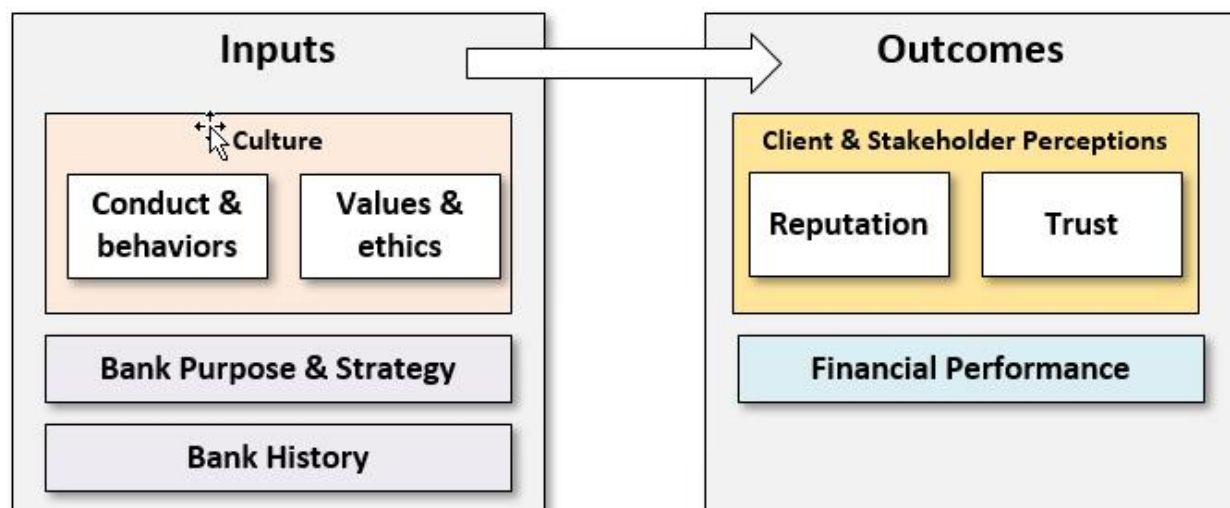 Inputs
Outcomes
Culture
Conduct &
behaviors
Values &
ethics
Bank Purpose & Strategy
Bank History
Client & Stakeholder Perceptions
Reputation
Trust
Financial Performance